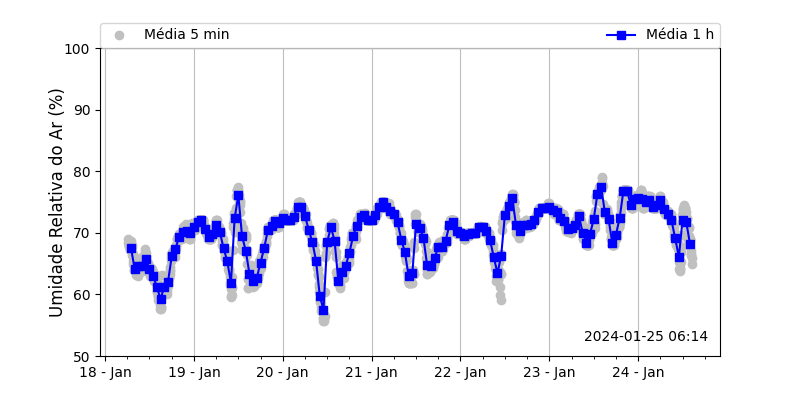 Média 5 min
Média 1 h
Umidade Relativa do Ar (%)
100
90
80
70
60
50
2024-01-25 06:14
18 - Jan
19 - Jan
20 - Jan
21 - Jan
22 - Jan
23 - Jan
24 - Jan